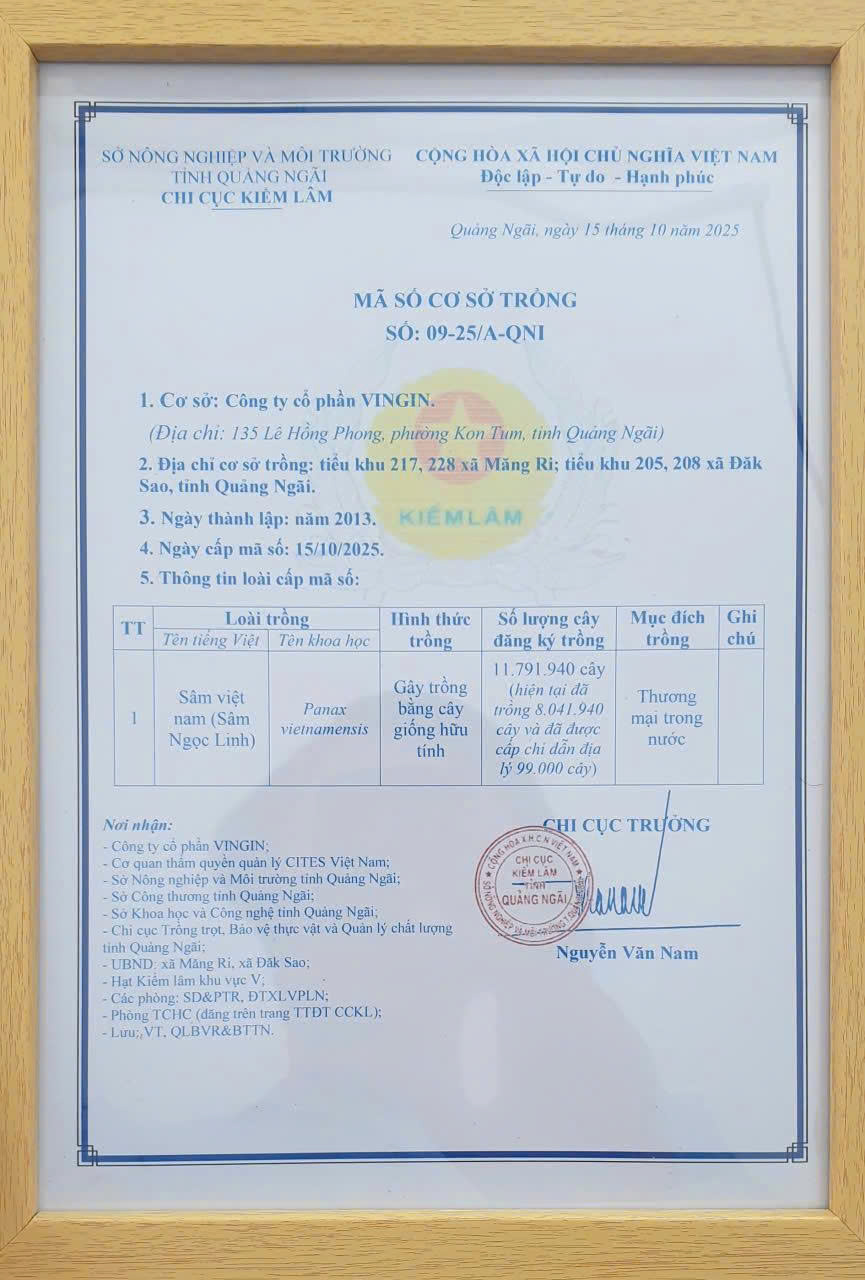 SỞ NÔNG NGHIỆP VÀ MÔI TRƯỜNG
TỈNH QUẢNG NGÃI
CHI CỤC KIỂM LÂM
CỘNG HÒA XÃ HỘI CHỦ NGHĨA VIỆT NAM
Độc lập - Tự do - Hạnh phúc
Quảng Ngãi, ngày 15 tháng 10 năm 2025
MÃ SỐ CƠ SỞ TRỒNG
SỐ: 09-25/A-QNI
1. Cơ sở: Công ty cổ phần VINGIN.
(Địa chỉ: 135 Lê Hồng Phong, phường Kon Tum, tỉnh Quảng Ngãi)
2. Địa chỉ cơ sở trồng: tiểu khu 217, 228 xã Măng Ri; tiểu khu 205, 208 xã Đăk
Sao, tỉnh Quảng Ngãi.
3. Ngày thành lập: năm 2013.
KIỂM LÂM
4. Ngày cấp mã số: 15/10/2025.
5. Thông tin loài cấp mã số:
TT
Loài trồng
Tên tiếng Việt
Tên khoa học
Hình thức
trồng
Số lượng cây
đăng ký trồng
Mục đích
trồng
Ghi
chú
1
Sâm việt
nam (Sâm
Ngọc Linh)
Panax
vietnamensis
Gây trồng
bằng cây
giống hữu
tính
11.791.940 cây
(hiện tại đã
trồng 8.041.940
cây và đã được
cấp chỉ dẫn địa
lý 99.000 cây)
Thương
mại trong
nước
Nơi nhận:
- Công ty cổ phần VINGIN;
- Cơ quan thẩm quyền quản lý CITES Việt Nam;
- Sở Nông nghiệp và Môi trường tỉnh Quảng Ngãi;
- Sở Công thương tỉnh Quảng Ngãi;
- Sở Khoa học và Công nghệ tỉnh Quảng Ngãi;
- Chi cục Trồng trọt, Bảo vệ thực vật và Quản lý chất lượng
tỉnh Quảng Ngãi;
- UBND: xã Măng Ri, xã Đăk Sao;
- Hạt Kiểm lâm khu vực V;
- Các phòng: SD&PTR, ĐTXLVPLN;
- Phòng TCHC (đăng trên trang TTĐT CCKL);
- Lưu: VT, QLBVR&BTTN.
CHI CỤC TRƯỞNG
CỘNG HÒA X.H.C.N VIỆT NAM
CHI CỤC
KIỂM LÂM
TỈNH
QUẢNG NGÃI
Nguyễn Văn Nam